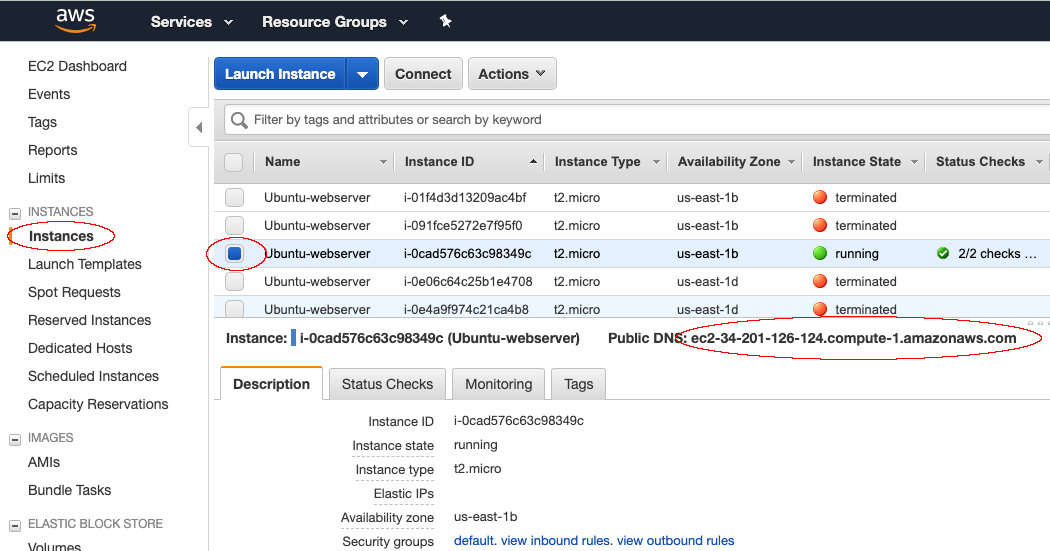 aws Services Resource Groups
EC2 Dashboard
Events
Tags
Reports
Limits
INSTANCES
Instances
Launch Templates
Spot Requests
Reserved Instances
Dedicated Hosts
Scheduled Instances
Capacity Reservations
IMAGES
AMIs
Bundle Tasks
ELASTIC BLOCK STORE
Volumes
Launch Instance Connect Actions
Filter by tags and attributes or search by keyword
Name Instance ID Instance Type Availability Zone Instance State Status Checks
Ubuntu-webserver i-01f4d3d13209ac4bf t2.micro us-east-1b terminated
Ubuntu-webserver i-091fce5272e7f95f0 t2.micro us-east-1b terminated
Ubuntu-webserver i-0cad576c63c98349c t2.micro us-east-1b running 2/2 checks ...
Ubuntu-webserver i-0e06c64c25b1e4708 t2.micro us-east-1d terminated
Ubuntu-webserver i-0e4a9f974c21ca4b8 t2.micro us-east-1d terminated
Instance: i-0cad576c63c98349c (Ubuntu-webserver) Public DNS: ec2-34-201-126-124.compute-1.amazonaws.com
Description Status Checks Monitoring Tags
Instance ID i-0cad576c63c98349c
Instance state running
Instance type t2.micro
Elastic IPs
Availability zone us-east-1b
Security groups default. view inbound rules. view outbound rules